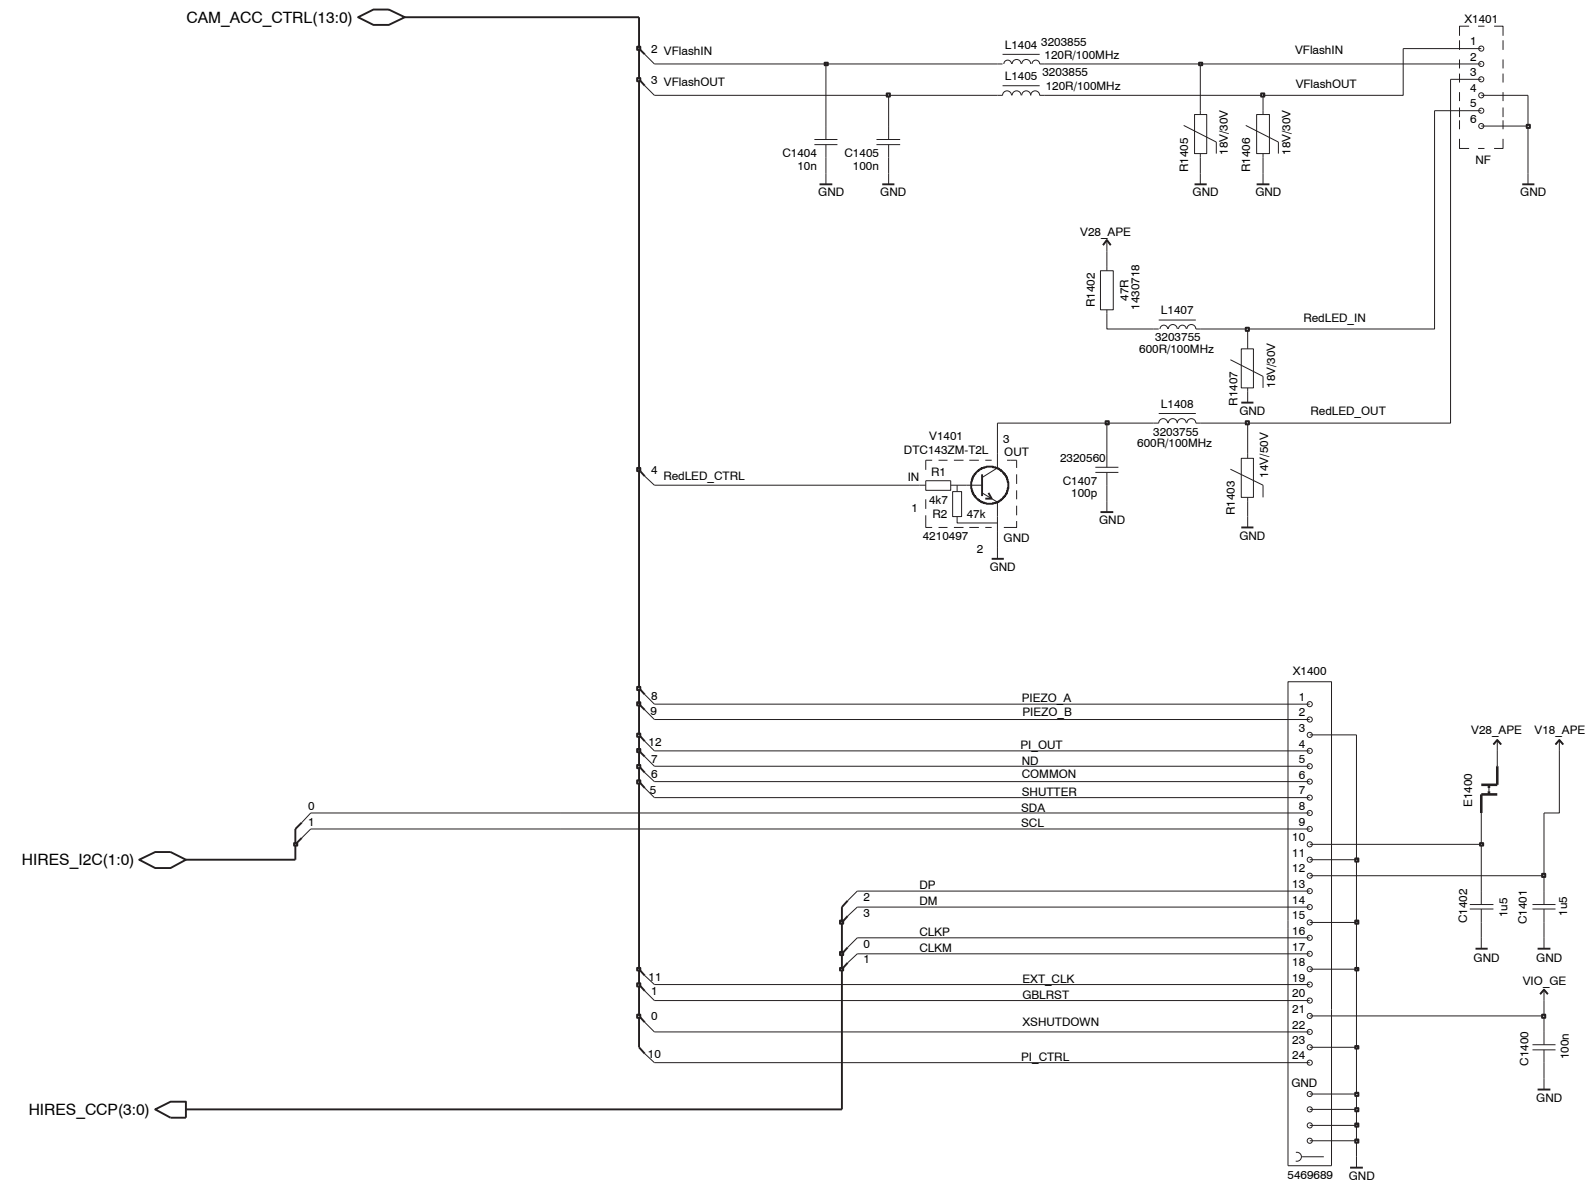 CAM_ACC_CTRL(13:0)
X1401
2 VFlashIN
L1404 3203855
120R/100MHz
VFlashIN
3 VFlashOUT
L1405 3203855
120R/100MHz
VFlashOUT
1
2
3
4
5
6
NF
C1404
10n
C1405
100n
R1405
18V/30V
R1406
18V/30V
GND
GND
GND
GND
GND
V28_APE
R1402
47R
1430718
L1407
3203755
600R/100MHz
RedLED_IN
R1407
18V/30V
GND
L1408
3203755
600R/100MHz
RedLED_OUT
V1401
DTC143ZM-T2L
3
OUT
4 RedLED_CTRL
IN
R1
4k7
R2
47k
1
4210497
2
GND
GND
2320560
C1407
100p
GND
R1403
14V/50V
GND
X1400
8 PIEZO_A 1
9 PIEZO_B 2
3
12 PI_OUT 4
7 ND 5
6 COMMON 6
5 SHUTTER 7
0 SDA 8
1 SCL 9
HIRES_I2C(1:0)
10
11
12
V28_APE
V18_APE
E1400
2 DP 13
3 DM 14
15
0 CLKP 16
1 CLKM 17
18
C1402
1u5
C1401
1u5
GND
GND
11 EXT_CLK 19
1 GBLRST 20
21
0 XSHUTDOWN 22
23
10 PI_CTRL 24
VIO_GE
C1400
100n
GND
GND
HIRES_CCP(3:0)
5469689
GND